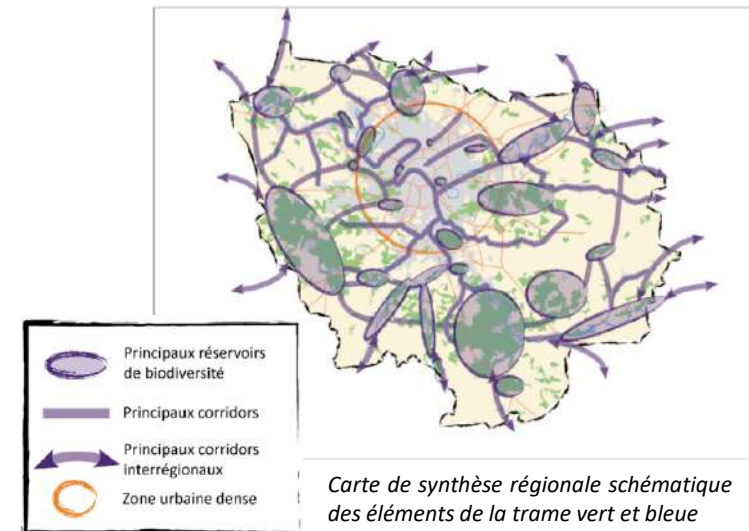 Principaux réservoirs
de biodiversité
Principaux corridors
Principaux corridors
interrégionaux
Zone urbaine dense
Carte de synthèse régionale schématique
des éléments de la trame vert et bleue